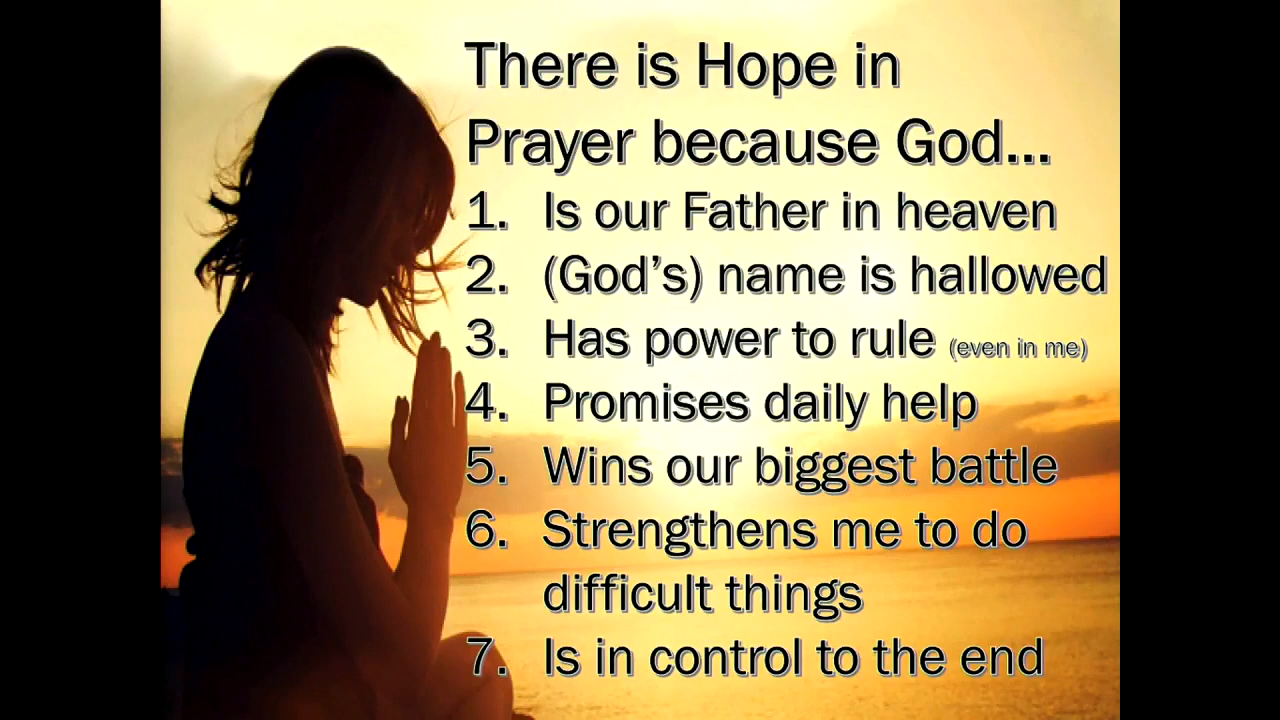 There is Hope in
Prayer because God...
1. Is our Father in heaven
2. (God's) name is hallowed
3. Has power to rule (even in me)
4. Promises daily help
5. Wins our biggest battle
6. Strengthens me to do
difficult things
7. Is in control to the end